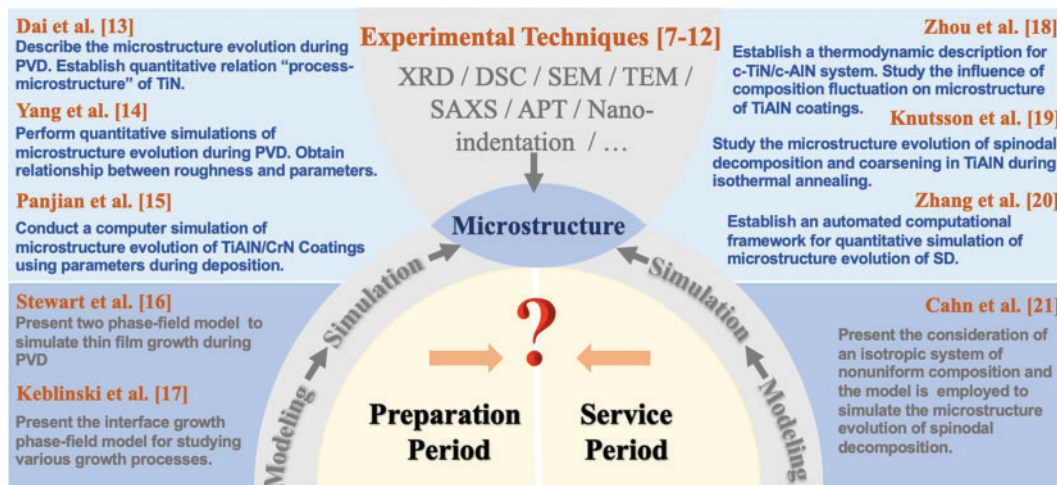 Dai et al. [13]
Describe the microstructure evolution during
PVD. Establish quantitative relation “process-
microstructure” of TiN.
Yang et al. [14]
Perform quantitative simulations of
microstructure evolution during PVD. Obtain
relationship between roughness and parameters.
Panjian et al. [15]
Conduct a computer simulation of
microstructure evolution of TiAlN/CrN Coatings
using parameters during deposition.
Stewart et al. [16]
Present two phase-field model to
simulate thin film growth during
PVD
Keblinski et al. [17]
Present the interface growth
phase-field model for studying
various growth processes.
Experimental Techniques [7-12]
XRD / DSC / SEM / TEM /
SAXS / APT / Nano-
indentation / ...
Microstructure
Simulation
Modeling
Simulation
Modeling
?
Preparation
Period
Service
Period
Zhou et al. [18]
Establish a thermodynamic description for
c-TiN/c-AlN system. Study the influence of
composition fluctuation on microstructure
of TiAlN coatings.
Knutsson et al. [19]
Study the microstructure evolution of spinodal
decomposition and coarsening in TiAlN during
isothermal annealing.
Zhang et al. [20]
Establish an automated computational
framework for quantitative simulation of
microstructure evolution of SD.
Cahn et al. [21]
Present the consideration of
an isotropic system of
nonuniform composition and
the model is employed to
simulate the microstructure
evolution of spinodal
decomposition.